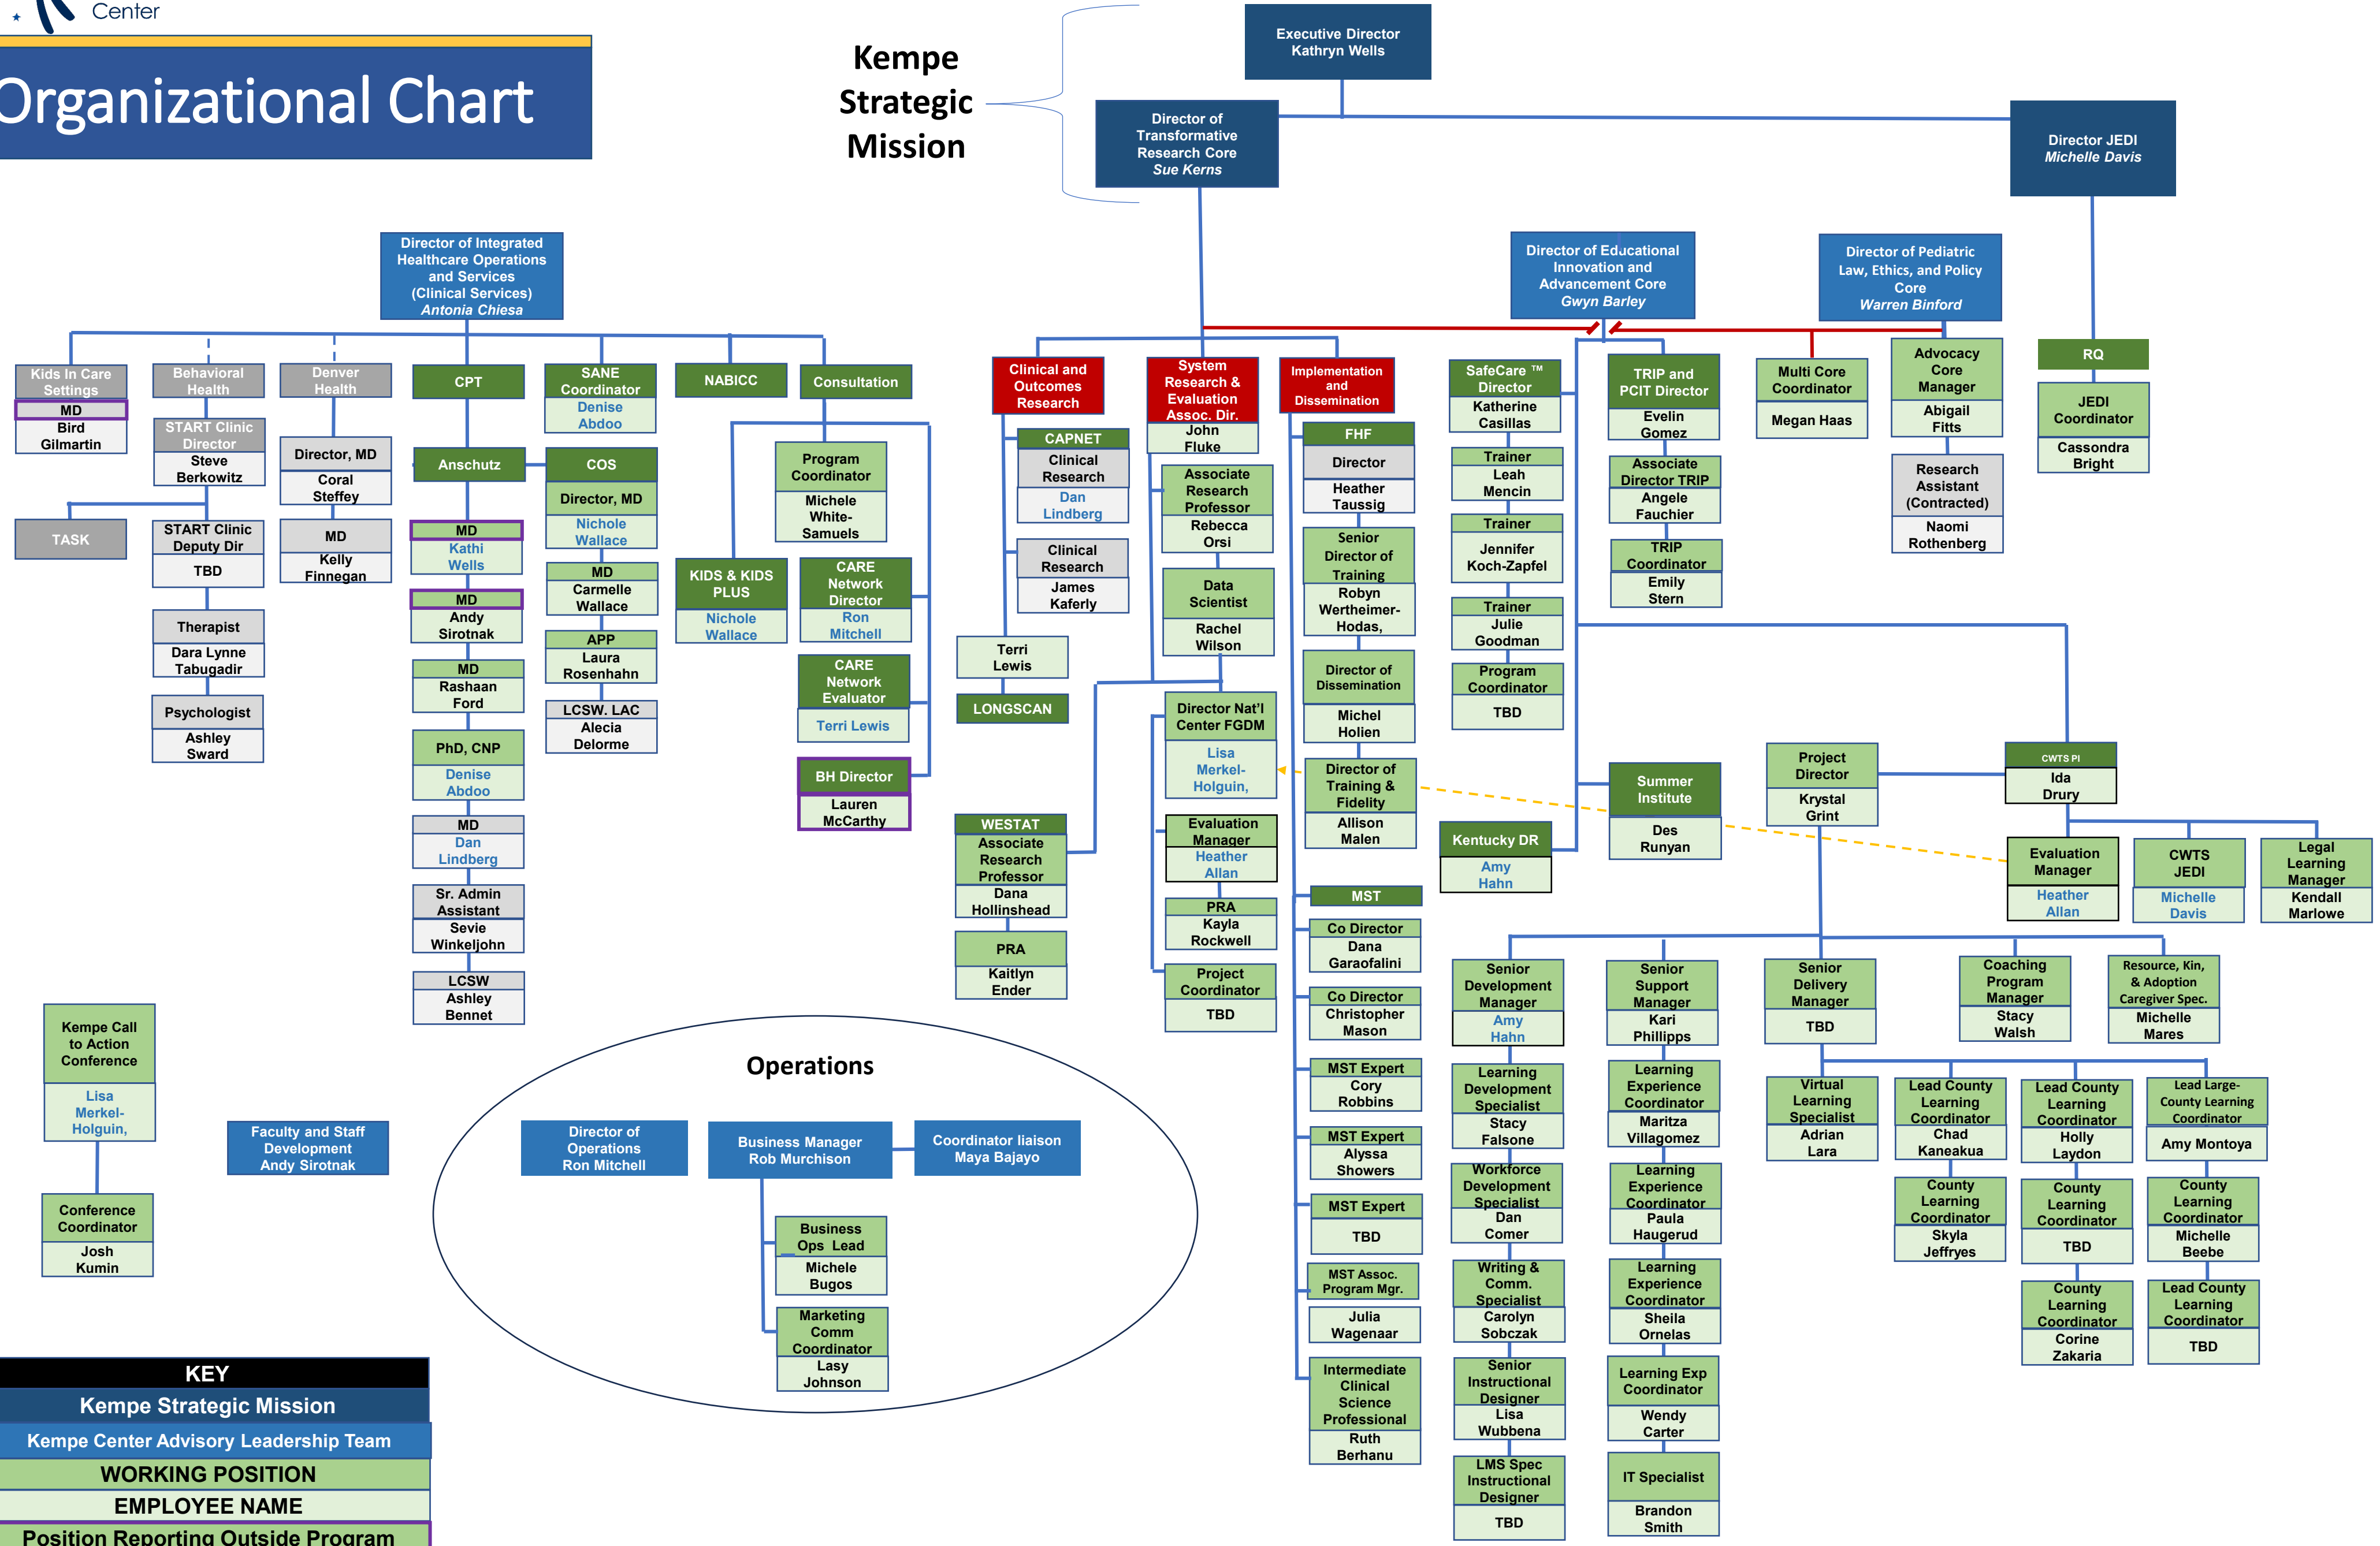 Center
Organizational Chart
Kempe
Strategic
Mission
Executive Director
Kathryn Wells
Director of
Transformative
Research Core
Sue Kerns
Director JEDI
Michelle Davis
Director of Integrated
Healthcare Operations
and Services
(Clinical Services)
Antonia Chiesa
Director of Educational
Innovation and
Advancement Core
Gwyn Barley
Director of Pediatric
Law, Ethics, and Policy
Core
Warren Binford
Kids In Care
Settings
MD
Bird
Gilmartin
Behavioral
Health
START Clinic
Director
Steve
Berkowitz
TASK
START Clinic
Deputy Dir
TBD
Therapist
Dara Lynne
Tabugadir
Psychologist
Ashley
Sward
Denver
Health
Director, MD
Coral
Steffey
MD
Kelly
Finnegan
CPT
Anschutz
MD
Kathi
Wells
MD
Andy
Sirotnak
MD
Rashaan
Ford
PhD, CNP
Denise
Abdoo
MD
Dan
Lindberg
Sr. Admin
Assistant
Sevie
Winkeljohn
LCSW
Ashley
Bennet
SANE
Coordinator
Denise
Abdoo
COS
Director, MD
Nichole
Wallace
MD
Carmelle
Wallace
APP
Laura
Rosenhahn
LCSW. LAC
Alecia
Delorme
NABICC
Consultation
Program
Coordinator
Michele
White-
Samuels
KIDS & KIDS
PLUS
Nichole
Wallace
CARE
Network
Director
Ron
Mitchell
CARE
Network
Evaluator
Terri Lewis
BH Director
Lauren
McCarthy
Clinical and
Outcomes
Research
CAPNET
Clinical
Research
Dan
Lindberg
Clinical
Research
James
Kaferly
Terri
Lewis
LONGSCAN
System
Research &
Evaluation
Assoc. Dir.
John
Fluke
Associate
Research
Professor
Rebecca
Orsi
Data
Scientist
Rachel
Wilson
Director Nat'l
Center FGDM
Lisa
Merkel-
Holguin,
Evaluation
Manager
Heather
Allan
PRA
Kayla
Rockwell
Project
Coordinator
TBD
WESTAT
Associate
Research
Professor
Dana
Hollinshead
PRA
Kaitlyn
Ender
Implementation
and
Dissemination
FHF
Director
Heather
Taussig
Senior
Director of
Training
Robyn
Wertheimer-
Hodas,
Director of
Dissemination
Michel
Holien
Director of
Training &
Fidelity
Allison
Malen
MST
Co Director
Dana
Garaofalini
Co Director
Christopher
Mason
MST Expert
Cory
Robbins
MST Expert
Alyssa
Showers
MST Expert
TBD
MST Assoc.
Program Mgr.
Julia
Wagenaar
Intermediate
Clinical
Science
Professional
Ruth
Berhanu
SafeCare ™
Director
Katherine
Casillas
Trainer
Leah
Mencin
Trainer
Jennifer
Koch-Zapfel
Trainer
Julie
Goodman
Program
Coordinator
TBD
TRIP and
PCIT Director
Evelin
Gomez
Associate
Director TRIP
Angele
Fauchier
TRIP
Coordinator
Emily
Stern
Multi Core
Coordinator
Megan Haas
Advocacy
Core
Manager
Abigail
Fitts
Research
Assistant
(Contracted)
Naomi
Rothenberg
RQ
JEDI
Coordinator
Cassondra
Bright
Kentucky DR
Amy
Hahn
Summer
Institute
Des
Runyan
Project
Director
Krystal
Grint
CWTS PI
Ida
Drury
Evaluation
Manager
Heather
Allan
CWTS
JEDI
Michelle
Davis
Legal
Learning
Manager
Kendall
Marlowe
Senior
Development
Manager
Amy
Hahn
Learning
Development
Specialist
Stacy
Falsone
Workforce
Development
Specialist
Dan
Comer
Writing &
Comm.
Specialist
Carolyn
Sobczak
Senior
Instructional
Designer
Lisa
Wubbena
LMS Spec
Instructional
Designer
TBD
Senior
Support
Manager
Kari
Phillipps
Learning
Experience
Coordinator
Maritza
Villagomez
Learning
Experience
Coordinator
Paula
Haugerud
Learning
Experience
Coordinator
Sheila
Ornelas
Learning Exp
Coordinator
Wendy
Carter
IT Specialist
Brandon
Smith
Senior
Delivery
Manager
TBD
Coaching
Program
Manager
Stacy
Walsh
Resource, Kin,
& Adoption
Caregiver Spec.
Michelle
Mares
Virtual
Learning
Specialist
Adrian
Lara
Lead County
Learning
Coordinator
Chad
Kaneakua
County
Learning
Coordinator
Skyla
Jeffryes
Lead County
Learning
Coordinator
Holly
Laydon
County
Learning
Coordinator
TBD
County
Learning
Coordinator
Corine
Zakaria
Lead Large-
County Learning
Coordinator
Amy Montoya
County
Learning
Coordinator
Michelle
Beebe
Lead County
Learning
Coordinator
TBD
Kempe Call
to Action
Conference
Lisa
Merkel-
Holguin,
Conference
Coordinator
Josh
Kumin
Faculty and Staff
Development
Andy Sirotnak
Operations
Director of
Operations
Ron Mitchell
Business Manager
Rob Murchison
Coordinator liaison
Maya Bajayo
Business
Ops Lead
Michele
Bugos
Marketing
Comm
Coordinator
Lasy
Johnson
KEY
Kempe Strategic Mission
Kempe Center Advisory Leadership Team
WORKING POSITION
EMPLOYEE NAME
Position Reporting Outside Program